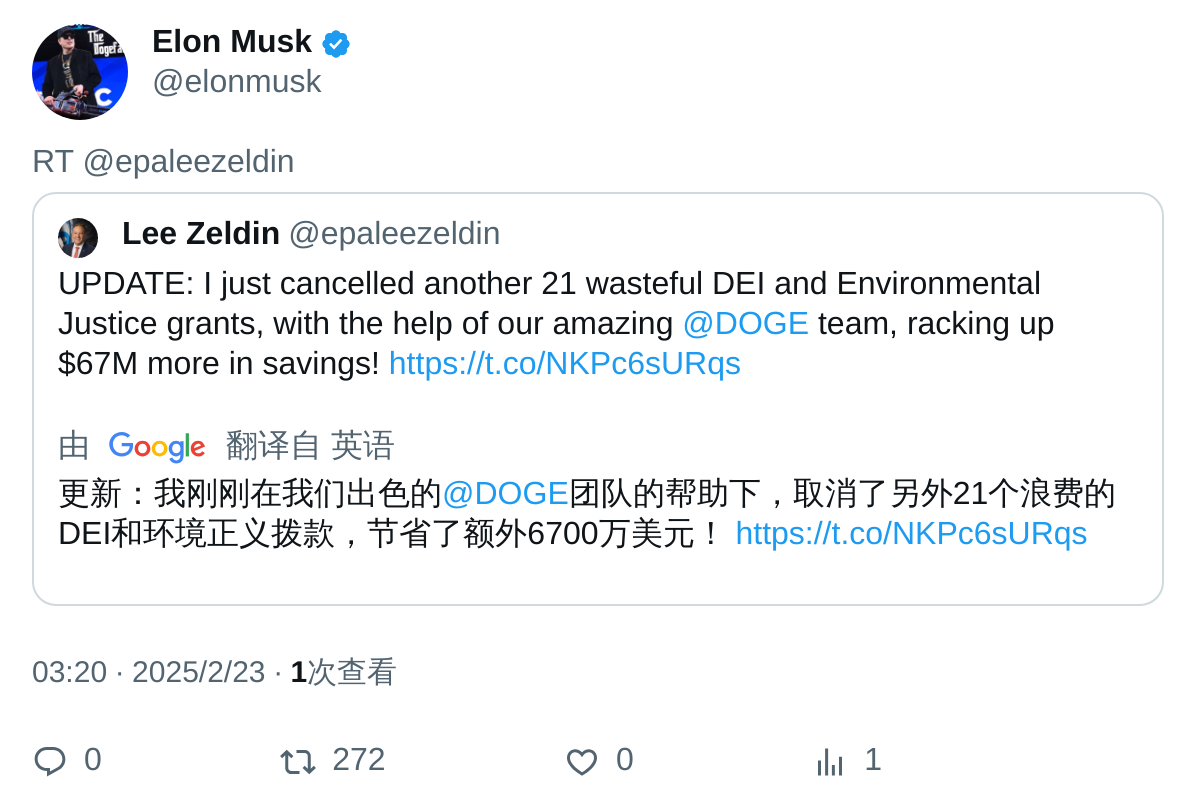 The
Dogefa
Elon Musk
@elonmusk
RT @epaleezeldin
Lee Zeldin @epaleezeldin
UPDATE: I just cancelled another 21 wasteful DEI and Environmental
Justice grants, with the help of our amazing @DOGE team, racking up
$67M more in savings! https://t.co/NKPc6sURqs
由 Google 翻译自 英语
更新：我刚刚在我们出色的@DOGE团队的帮助下，取消了另外21个浪费的
DEI和环境正义拨款，节省了额外6700万美元！ https://t.co/NKPc6sURqs
03:20 · 2025/2/23 · 1次查看
0 272 0 1